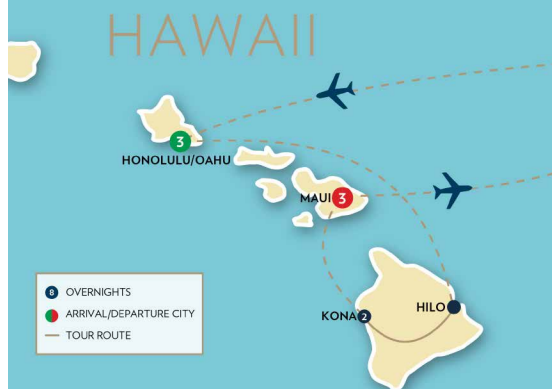 HAWAII
3
HONOLULU/OAHU
MAUI 3
KONA 2
HILO
8 OVERNIGHTS
ARRIVAL/DEPARTURE CITY
TOUR ROUTE